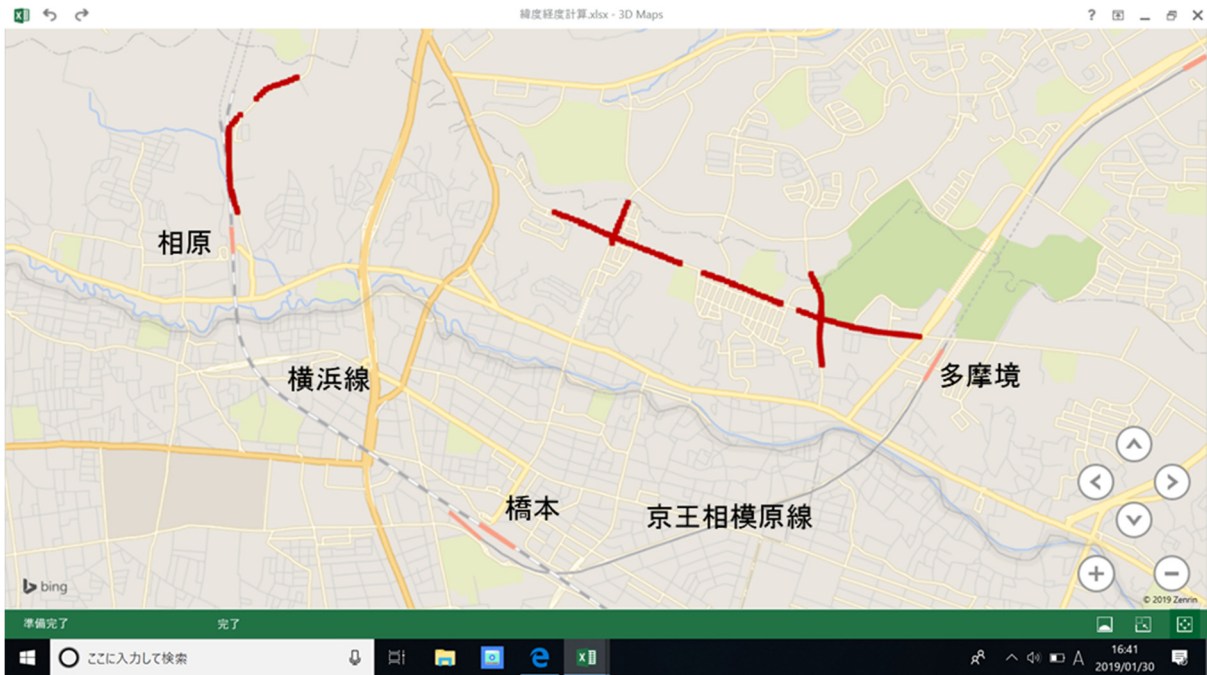 緯度経度計算.xlsx - 3D Maps
相原
横浜線
多摩境
橋本
京王相模原線
bing
© 2019 Zenrin
準備完了
完了
ここに入力して検索
A
16:41
2019/01/30